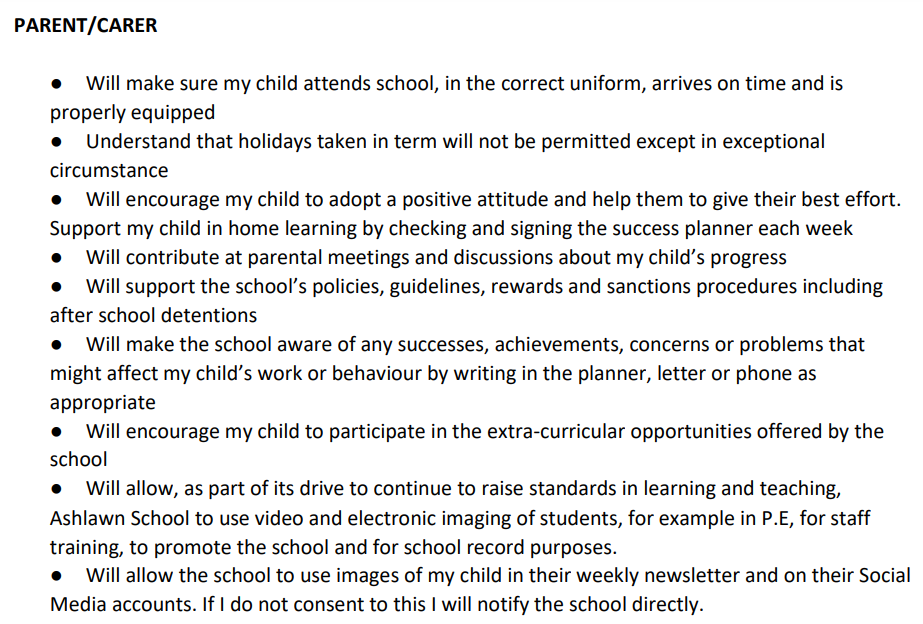 PARENT/CARER
● Will make sure my child attends school, in the correct uniform, arrives on time and is
properly equipped
● Understand that holidays taken in term will not be permitted except in exceptional
circumstance
● Will encourage my child to adopt a positive attitude and help them to give their best effort.
Support my child in home learning by checking and signing the success planner each week
● Will contribute at parental meetings and discussions about my child’s progress
● Will support the school’s policies, guidelines, rewards and sanctions procedures including
after school detentions
● Will make the school aware of any successes, achievements, concerns or problems that
might affect my child’s work or behaviour by writing in the planner, letter or phone as
appropriate
● Will encourage my child to participate in the extra-curricular opportunities offered by the
school
● Will allow, as part of its drive to continue to raise standards in learning and teaching,
Ashlawn School to use video and electronic imaging of students, for example in P.E, for staff
training, to promote the school and for school record purposes.
● Will allow the school to use images of my child in their weekly newsletter and on their Social
Media accounts. If I do not consent to this I will notify the school directly.